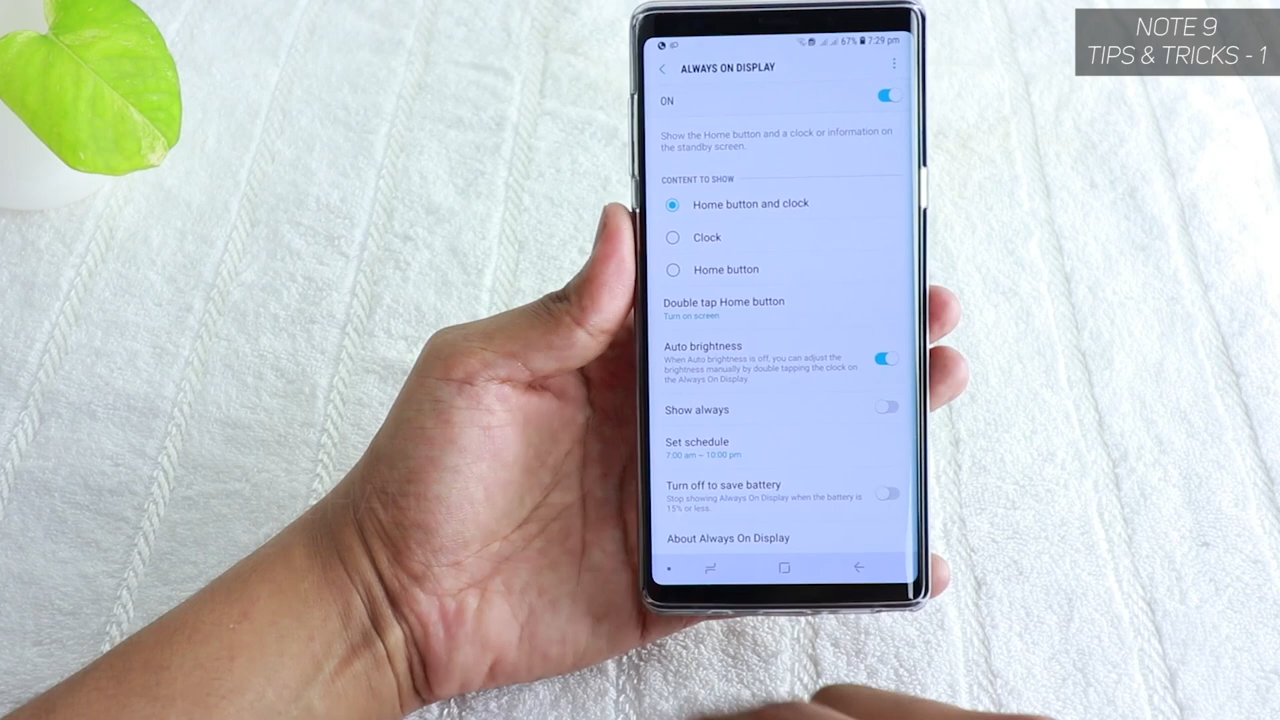 NOTE 9
TIPS & TRICKS - 1
67% 7:29 pm
ALWAYS ON DISPLAY
ON
Show the Home button and a clock or information on
the standby screen.
CONTENT TO SHOW
Home button and clock
Clock
Home button
Double tap Home button
Turn on screen
Auto brightness
When Auto brightness is off, you can adjust the
brightness manually by double tapping the clock on
the Always On Display.
Show always
Set schedule
7:00 am ~ 10:00 pm
Turn off to save battery
Stop showing Always On Display when the battery is
15% or less.
About Always On Display